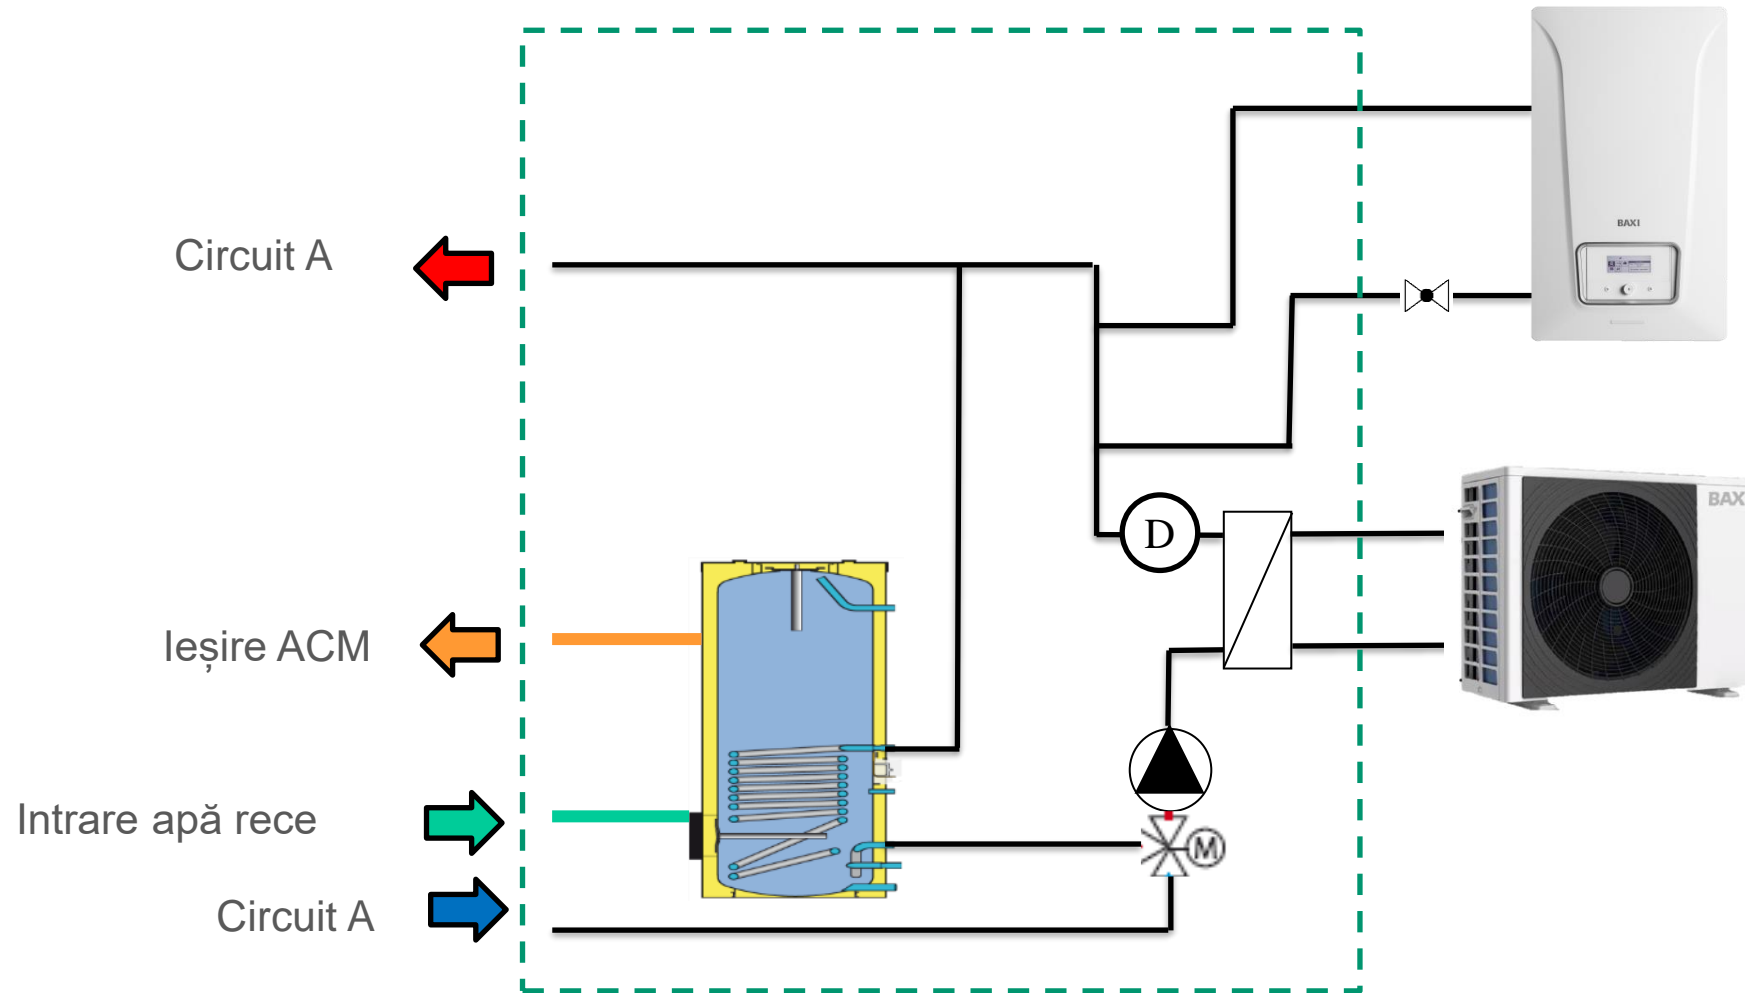 BAXI
Circuit A
BAX
D
Ieșire ACM
Intrare apă rece
M
Circuit A